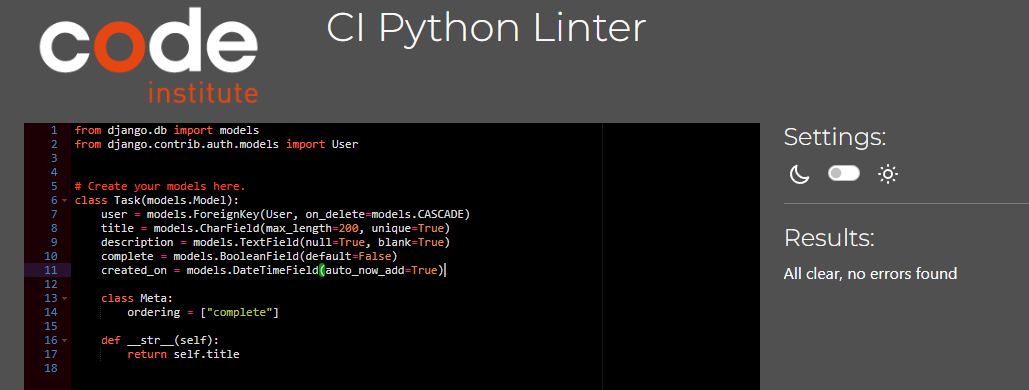 code
institute
CI Python Linter
1 from django.db import models
2 from django.contrib.auth.models import User
3
4
5 # Create your models here.
6 class Task(models.Model):
7     user = models.ForeignKey(User, on_delete=models.CASCADE)
8     title = models.CharField(max_length=200, unique=True)
9     description = models.TextField(null=True, blank=True)
10     complete = models.BooleanField(default=False)
11     created_on = models.DateTimeField(auto_now_add=True)
12
13     class Meta:
14         ordering = ["complete"]
15
16     def __str__(self):
17         return self.title
18
Settings:
Results:
All clear, no errors found